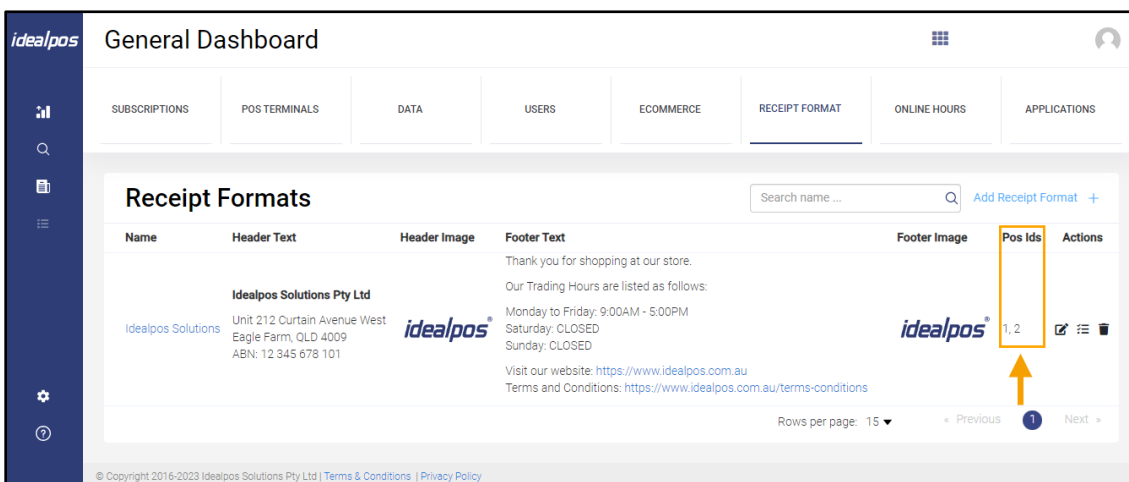 idealpos
General Dashboard
SUBSCRIPTIONS
POS TERMINALS
DATA
USERS
ECOMMERCE
RECEIPT FORMAT
ONLINE HOURS
APPLICATIONS
Receipt Formats
Search name ...
Add Receipt Format +
Name
Header Text
Header Image
Footer Text
Footer Image
Pos Ids
Actions
Idealpos Solutions
Idealpos Solutions Pty Ltd
Unit 212 Curtain Avenue West
Eagle Farm, QLD 4009
ABN: 12 345 678 101
idealpos®
Thank you for shopping at our store.
Our Trading Hours are listed as follows:
Monday to Friday: 9:00AM - 5:00PM
Saturday: CLOSED
Sunday: CLOSED
Visit our website: https://www.idealpos.com.au
Terms and Conditions: https://www.idealpos.com.au/terms-conditions
idealpos®
1, 2
Rows per page: 15
« Previous
1
Next »
© Copyright 2016-2023 Idealpos Solutions Pty Ltd | Terms & Conditions | Privacy Policy